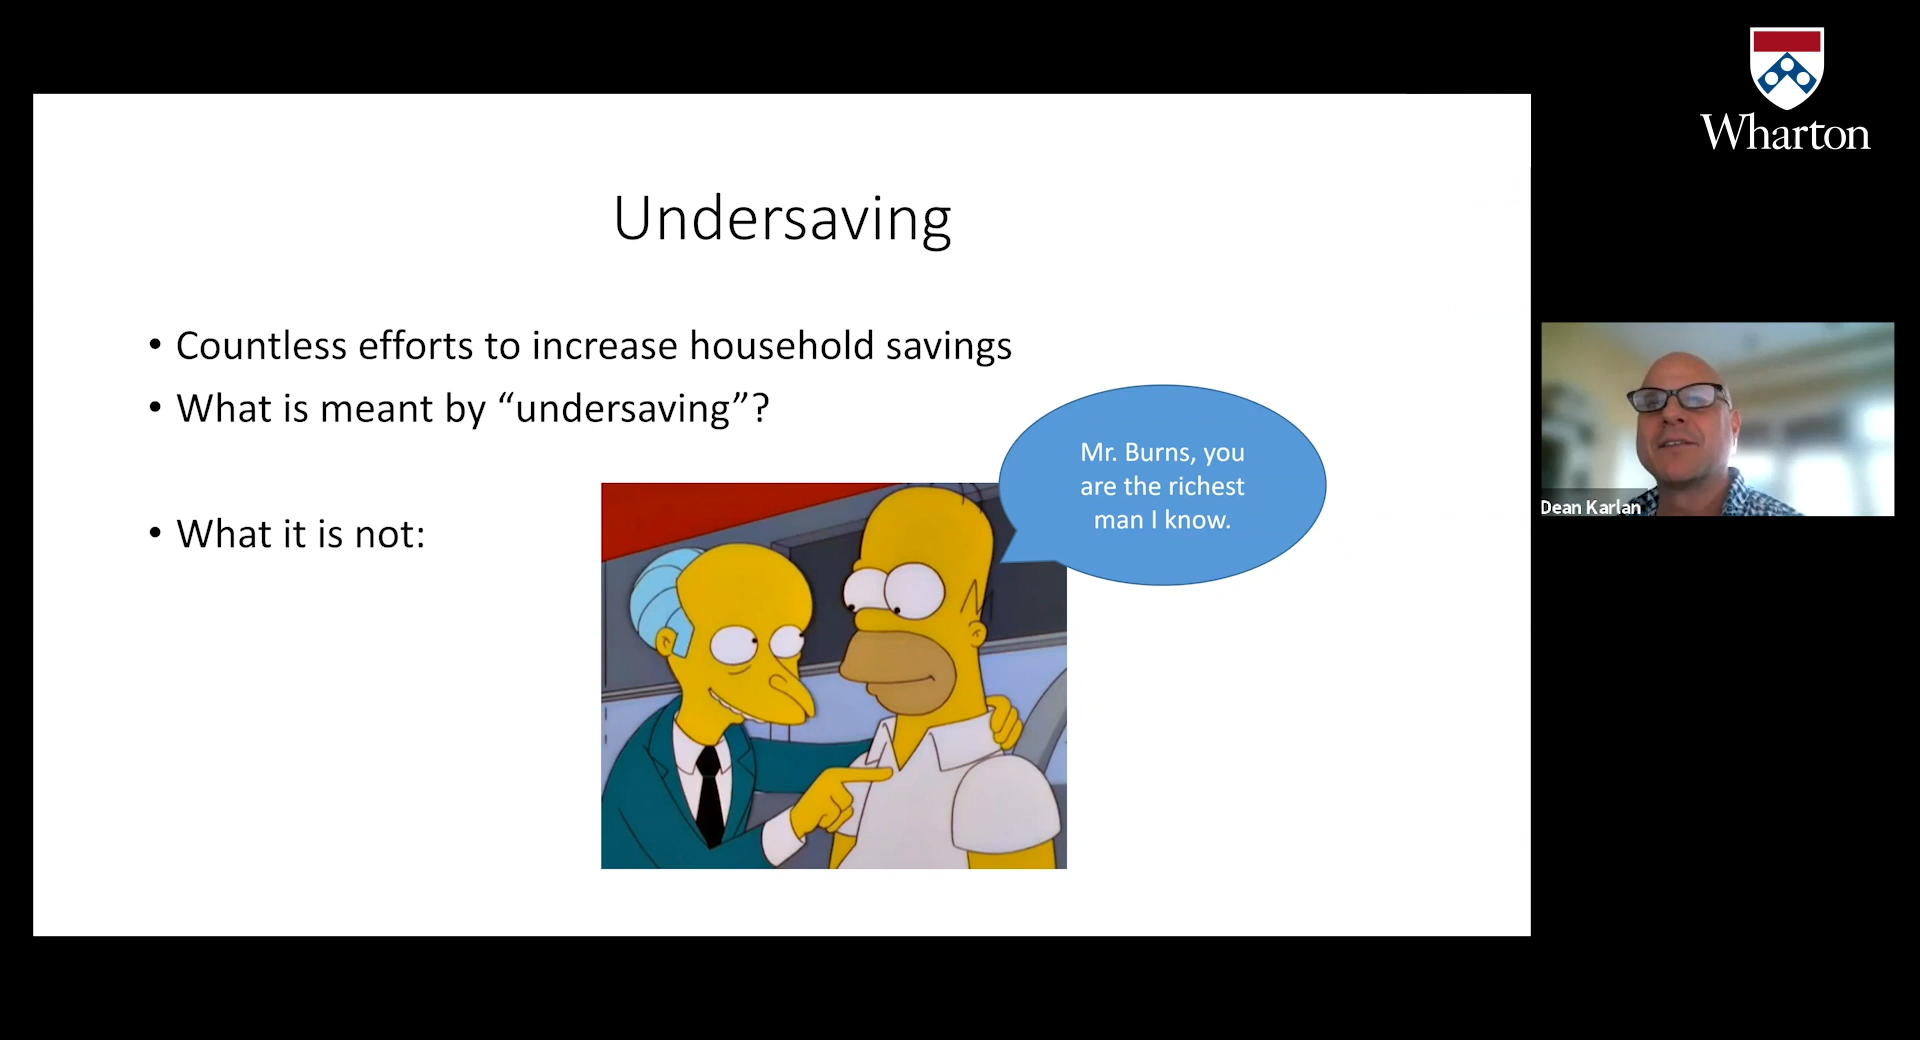 Wharton
Undersaving
• Countless efforts to increase household savings
• What is meant by “undersaving”?
Mr. Burns, you
are the richest
man I know.
• What it is not:
Dean Karlan